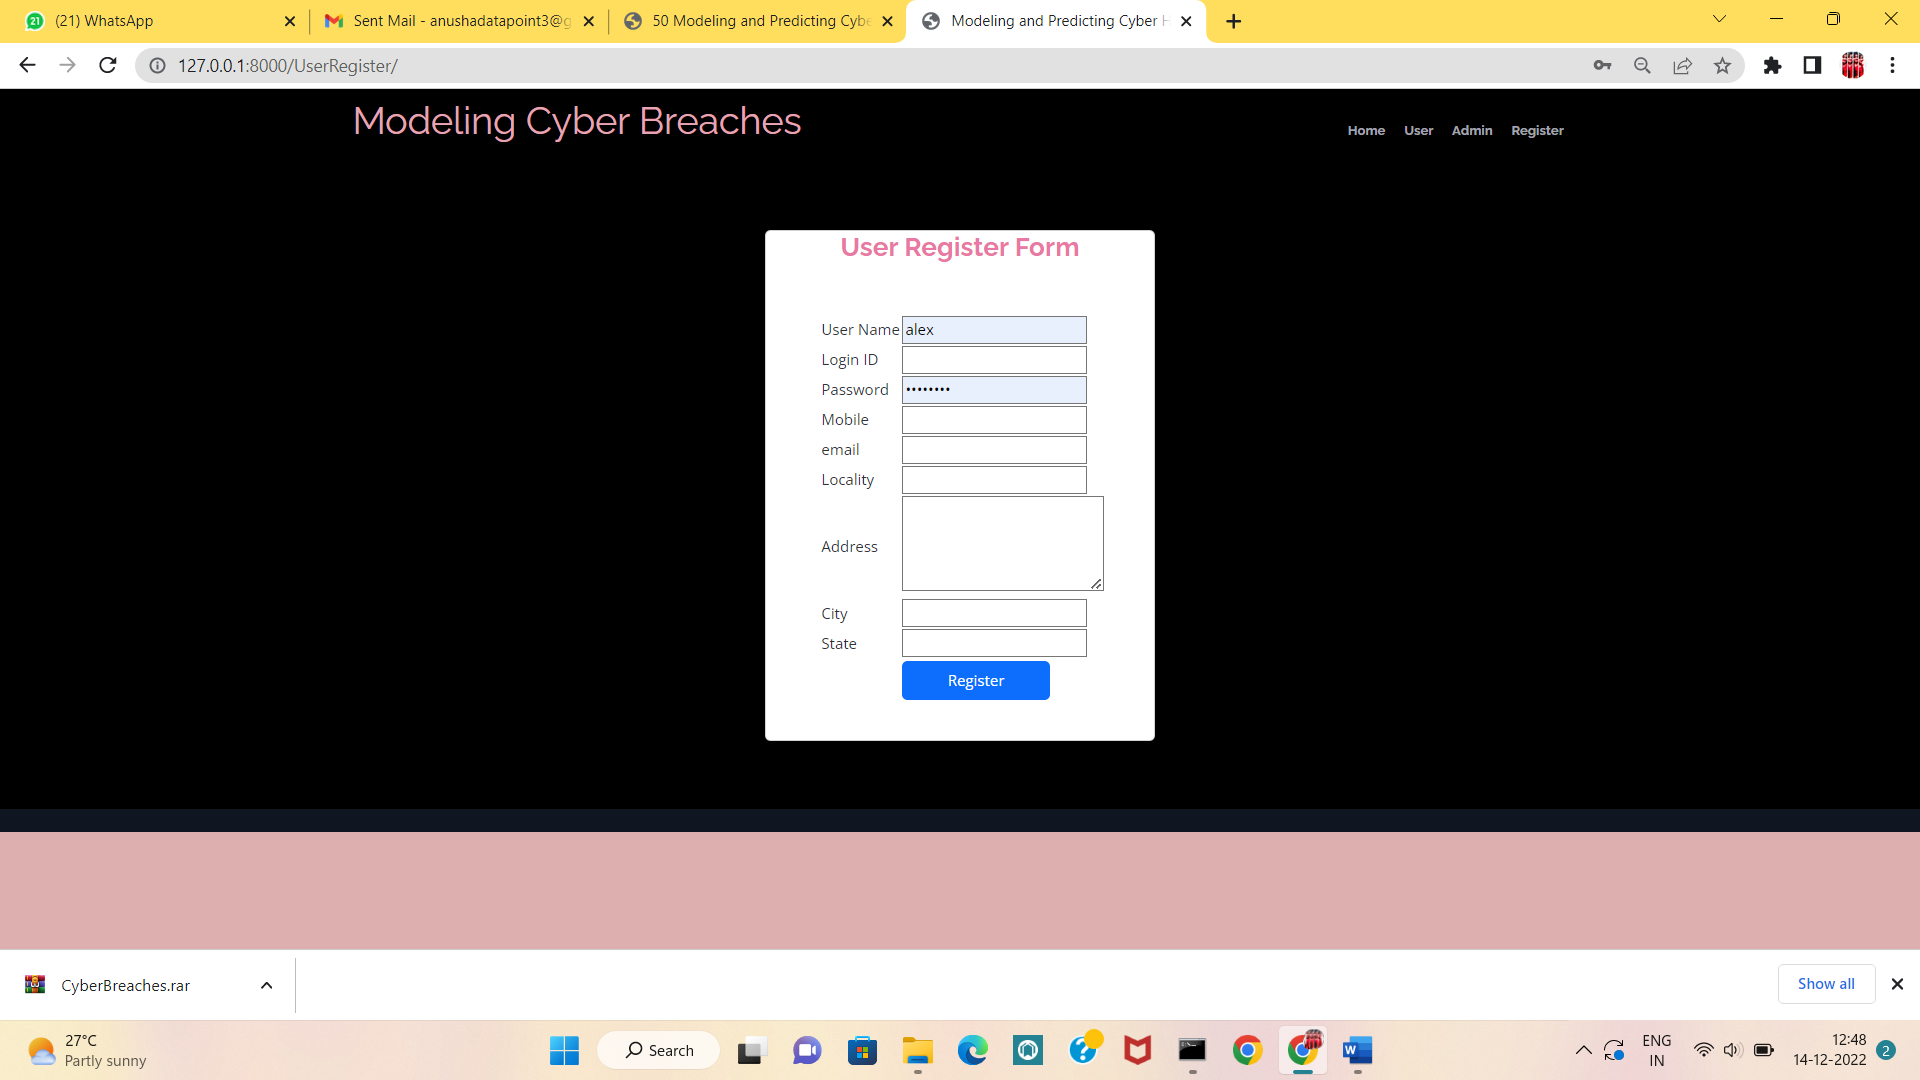 (21) WhatsApp
Sent Mail - anushadatapoint3@g
50 Modeling and Predicting Cybe
Modeling and Predicting Cyber H
127.0.0.1:8000/UserRegister/
Modeling Cyber Breaches
Home User Admin Register
User Register Form
User Name alex
Login ID
Password ••••••••
Mobile
email
Locality
Address
City
State
Register
CyberBreaches.rar
Show all
27°C
Partly sunny
Search
ENG
IN
12:48
14-12-2022
2